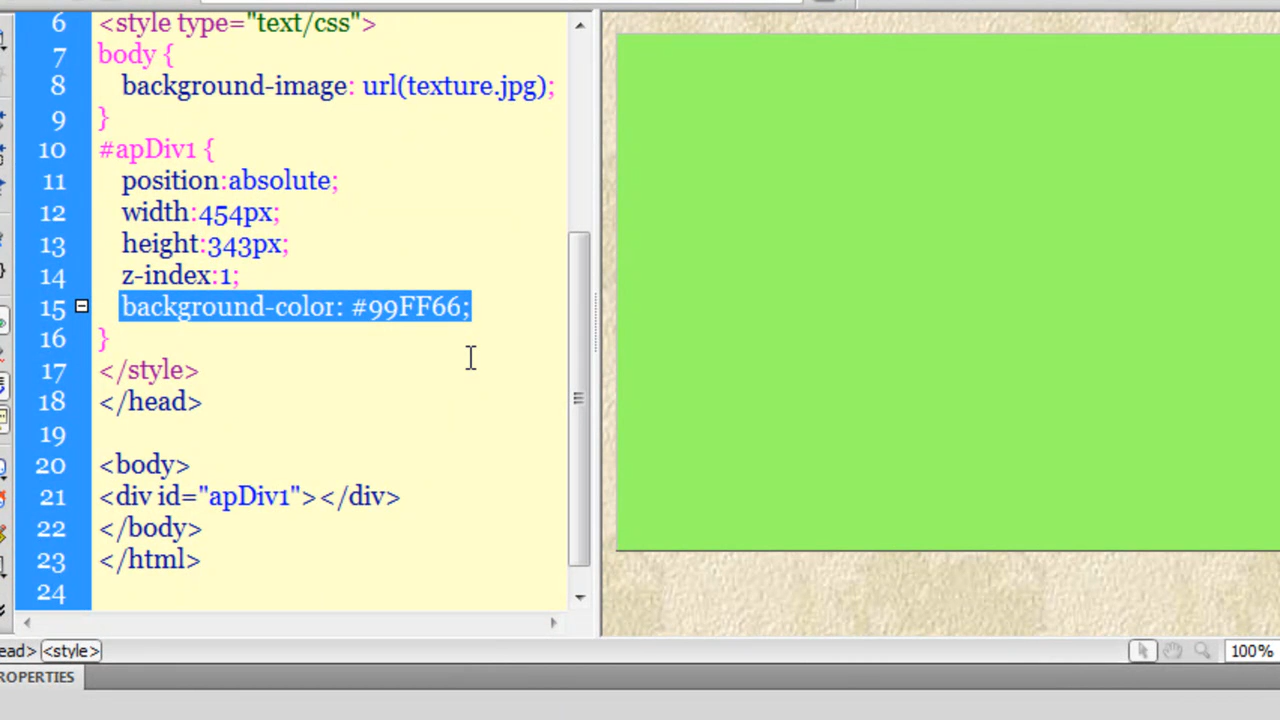 6 <style type="text/css">
7 body {
8 background-image: url(texture.jpg);
9 }
10 #apDiv1 {
11 position:absolute;
12 width:454px;
13 height:343px;
14 z-index:1;
15 background-color: #99FF66;
16 }
17 </style>
18 </head>
19
20 <body>
21 <div id="apDiv1"></div>
22 </body>
23 </html>
24
ead> <style> 100%
ROPERTIES